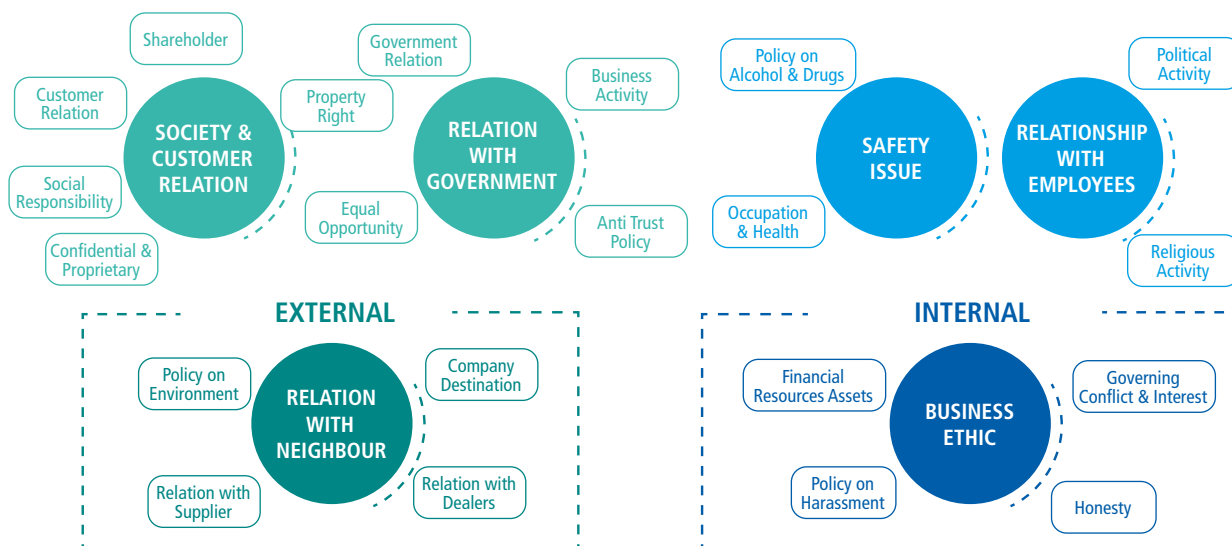 Shareholder
Customer
Relation
SOCIETY &
CUSTOMER
RELATION
Social
Responsibility
Confidential &
Proprietary
Property
Right
Government
Relation
Business
Activity
RELATION
WITH
GOVERNMENT
Equal
Opportunity
Anti Trust
Policy
Policy on
Alcohol & Drugs
SAFETY
ISSUE
Occupation
& Health
Political
Activity
RELATIONSHIP
WITH
EMPLOYEES
Religious
Activity
EXTERNAL
Policy on
Environment
Company
Destination
RELATION
WITH
NEIGHBOUR
Relation with
Supplier
Relation with
Dealers
INTERNAL
Financial
Resources Assets
Governing
Conflict & Interest
BUSINESS
ETHIC
Policy on
Harassment
Honesty